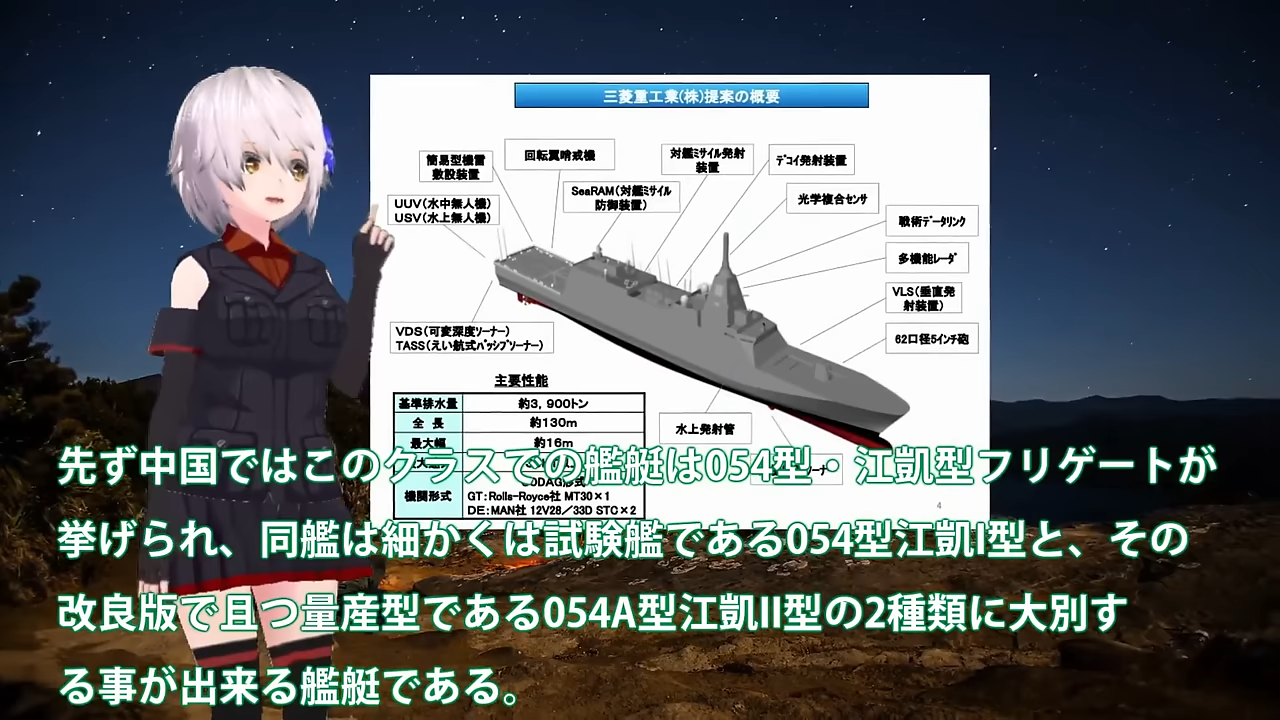 三菱重工業(株)提案の概要
簡易型機雷
敷設装置
回転翼哨戒機
対艦ミサイル発射
装置
デコイ発射装置
SeaRAM(対艦ミサイル
防御装置)
光学複合センサ
UUV(水中無人機)
USV(水上無人機)
戦術データリンク
多機能レーダ
VLS(垂直発
射装置)
62口径5インチ砲
VDS(可変深度ソーナー)
TASS(えい航式パッシブソーナー)
水上発射管
主要性能
基準排水量 約3,900トン
全 長 約130m
最大幅 約16m
機関形式
GT:Rolls-Royce社 MT30×1
DE:MAN社 12V28/33D STC×2
4
先ず中国ではこのクラスでの艦艇は054型・江凱型フリゲートが
挙げられ、同艦は細かくは試験艦である054型江凱I型と、その
改良版で且つ量産型である054A型江凱II型の2種類に大別す
る事が出来る艦艇である。